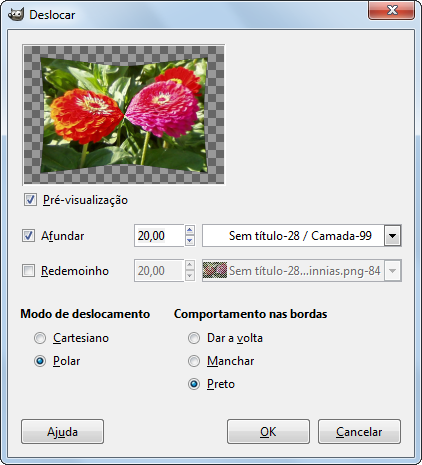 Deslocar
Pré-visualização
Afundar 20,00 Sem título-28 / Camada-99
Redemoinho 20,00 Sem título-28...innias.png-84
Modo de deslocamento Comportamento nas bordas
Cartesiano Dar a volta
Polar Manchar
Preto
Ajuda OK Cancelar